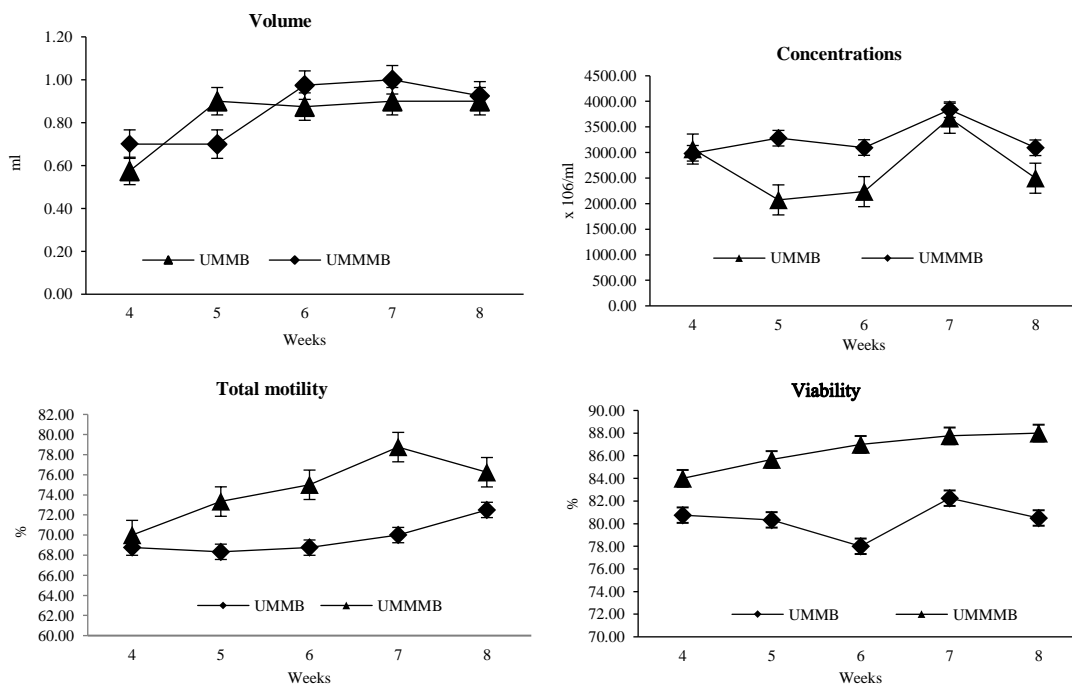 Volume
1.20
1.00
0.80
0.60
0.40
0.20
0.00
ml
UMMB UMMMB
4 5 6 7 8
Weeks
Concentrations
4500.00
4000.00
3500.00
3000.00
2500.00
2000.00
1500.00
1000.00
500.00
0.00
x 106/ml
UMMB UMMMB
4 5 6 7 8
Weeks
Total motility
82.00
80.00
78.00
76.00
74.00
72.00
70.00
68.00
66.00
64.00
62.00
60.00
%
UMMB UMMMB
4 5 6 7 8
Weeks
Viability
90.00
88.00
86.00
84.00
82.00
80.00
78.00
76.00
74.00
72.00
70.00
%
UMMB UMMMB
4 5 6 7 8
Weeks